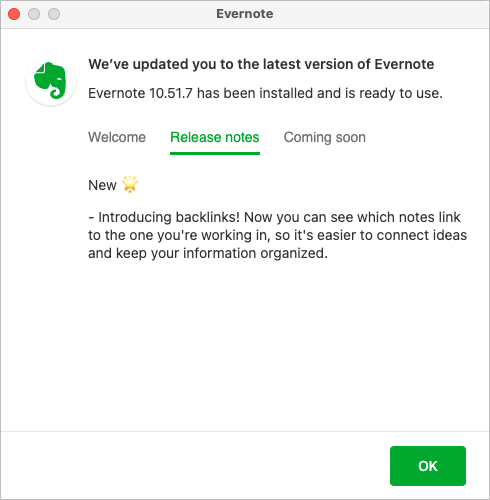 Evernote
We’ve updated you to the latest version of Evernote
Evernote 10.51.7 has been installed and is ready to use.
Welcome Release notes Coming soon
New 🌟
- Introducing backlinks! Now you can see which notes link
to the one you're working in, so it's easier to connect ideas
and keep your information organized.
OK